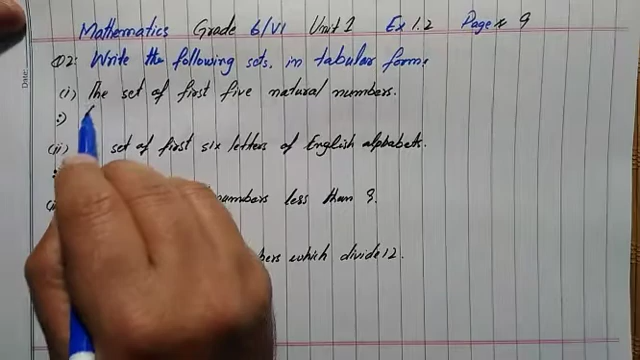 Mathematics Grade 6/VI Unit 1 Ex 1.2 Page # 9
Date:
Q2: Write the following sets, in tabular form.
(i) The set of first five natural numbers.
:)
(ii) set of first six letters of English alphabets.
numbers less than 9.
bers which divide 12.